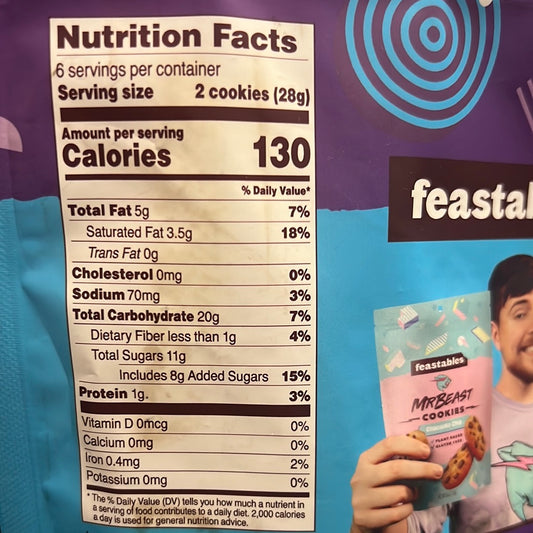 Nutrition Facts
6 servings per container
Serving size 2 cookies (28g)
Amount per serving
Calories 130
% Daily Value*
Total Fat 5g 7%
Saturated Fat 3.5g 18%
Trans Fat 0g
Cholesterol 0mg 0%
Sodium 70mg 3%
Total Carbohydrate 20g 7%
Dietary Fiber less than 1g 4%
Total Sugars 11g
Includes 8g Added Sugars 15%
Protein 1g. 3%
Vitamin D 0mcg 0%
Calcium 0mg 0%
Iron 0.4mg 2%
Potassium 0mg 0%
* The % Daily Value (DV) tells you how much a nutrient in
a serving of food contributes to a daily diet. 2,000 calories
a day is used for general nutrition advice.
feastal
feastables
MRBEAST
COOKIES
PLANT BASED
GLUTEN FREE